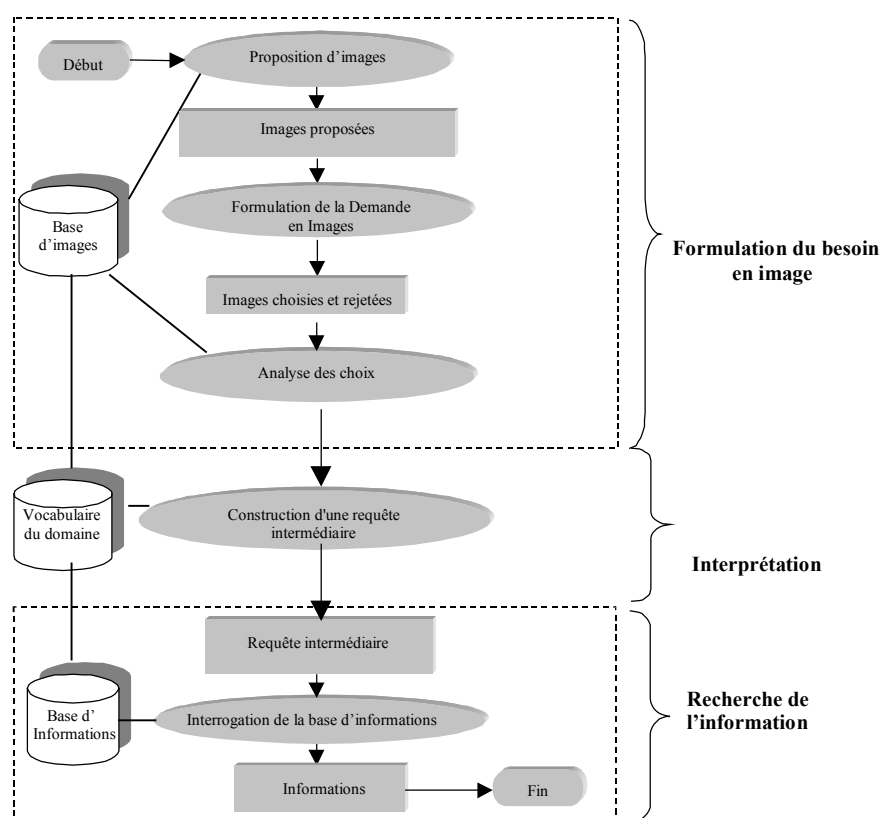 Début
Proposition d'images
Images proposées
Base
d'images
Formulation de la Demande
en Images
Formulation du besoin
en image
Images choisies et rejetées
Analyse des choix
Vocabulaire
du domaine
Construction d'une requête
intermédiaire
Interprétation
Requête intermédiaire
Base d'
Informations
Interrogation de la base d'informations
Recherche de
l'information
Informations
Fin